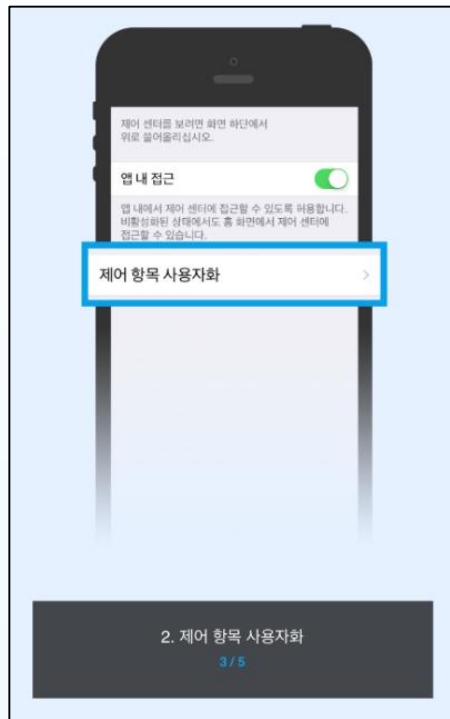 제어 센터를 보려면 화면 하단에서
위로 쓸어올리십시오.
앱 내 접근
앱 내에서 제어 센터에 접근할 수 있도록 허용합니다.
비활성화된 상태에서도 홈 화면에서 제어 센터에
접근할 수 있습니다.
제어 항목 사용자화
2. 제어 항목 사용자화
3 / 5